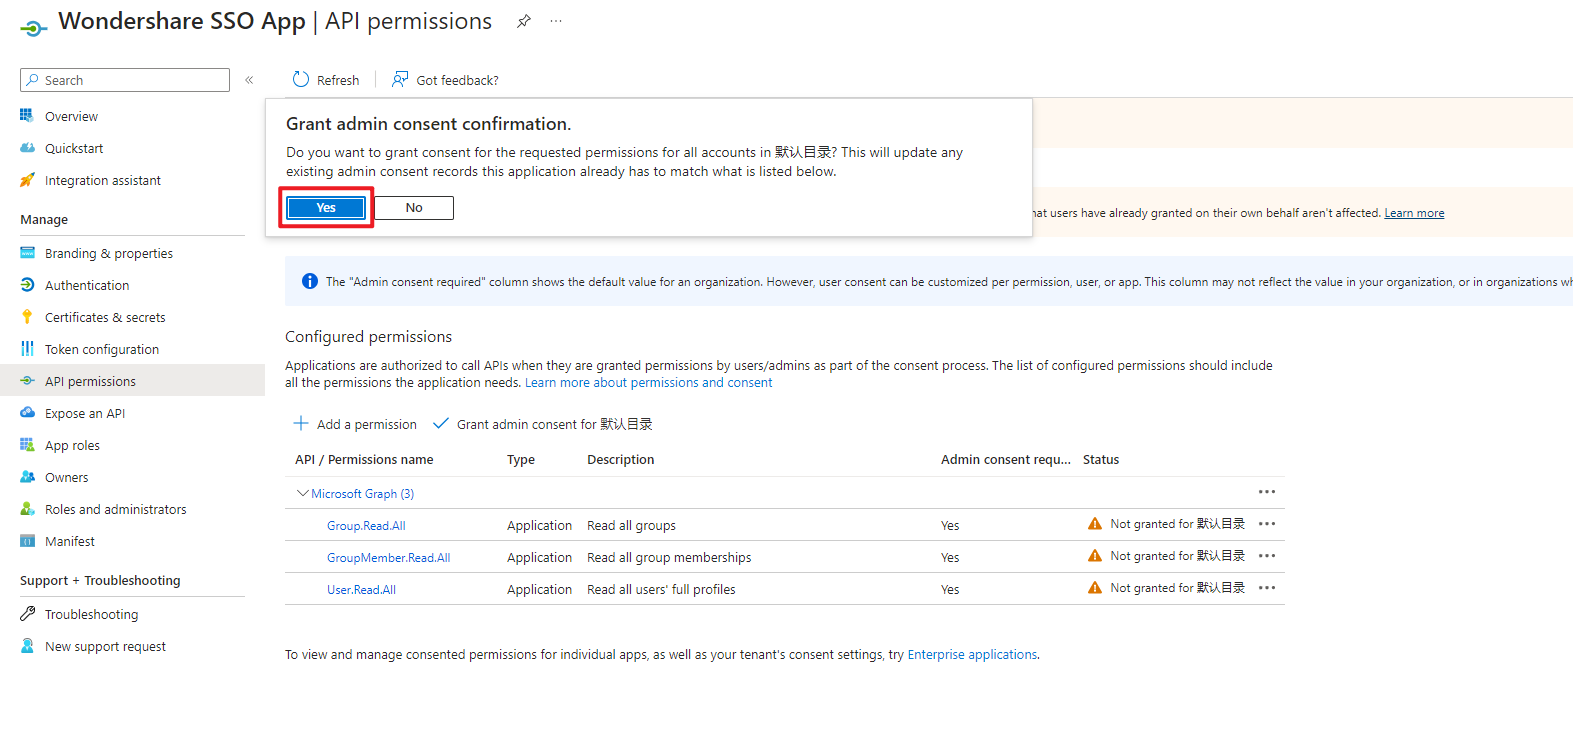 Wondershare SSO App | API permissions
Search
Refresh
Got feedback?
Overview
Quickstart
Integration assistant
Manage
Branding & properties
Authentication
Certificates & secrets
Token configuration
API permissions
Expose an API
App roles
Owners
Roles and administrators
Manifest
Support + Troubleshooting
Troubleshooting
New support request
Grant admin consent confirmation.
Do you want to grant consent for the requested permissions for all accounts in 默认目录? This will update any
existing admin consent records this application already has to match what is listed below.
Yes
No
users have already granted on their own behalf aren't affected. Learn more
The "Admin consent required" column shows the default value for an organization. However, user consent can be customized per permission, user, or app. This column may not reflect the value in your organization, or in organizations
Configured permissions
Applications are authorized to call APIs when they are granted permissions by users/admins as part of the consent process. The list of configured permissions should include
all the permissions the application needs. Learn more about permissions and consent
Add a permission
Grant admin consent for 默认目录
API / Permissions name Type Description Admin consent requ... Status
Microsoft Graph (3)
Group.Read.All Application Read all groups Yes Not granted for 默认目录
GroupMember.Read.All Application Read all group memberships Yes Not granted for 默认目录
User.Read.All Application Read all users' full profiles Yes Not granted for 默认目录
To view and manage consented permissions for individual apps, as well as your tenant's consent settings, try Enterprise applications.